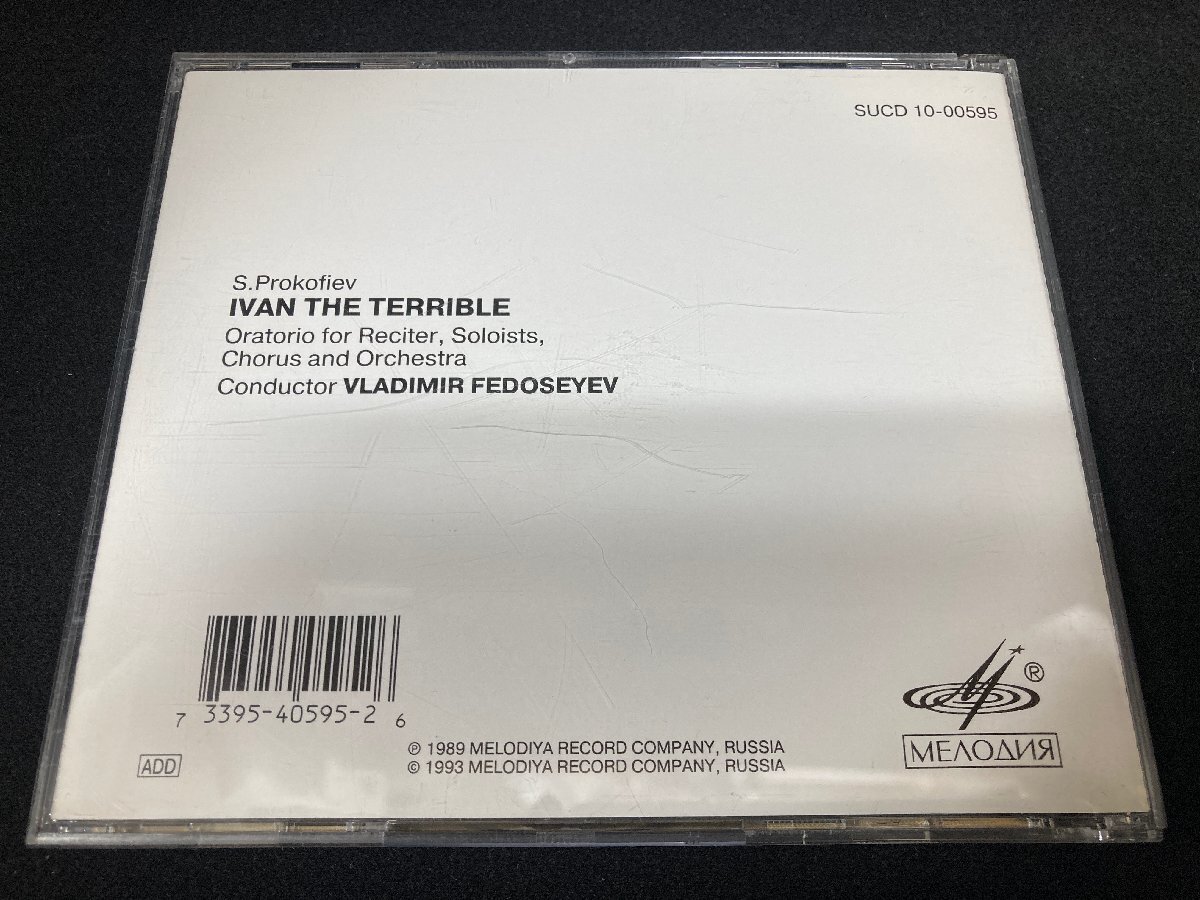 SUCD 10-00595
S.Prokofiev
IVAN THE TERRIBLE
Oratorio for Reciter, Soloists,
Chorus and Orchestra
Conductor VLADIMIR FEDOSEYEV
7 3395-40595-2 6
ADD
℗ 1989 MELODIYA RECORD COMPANY, RUSSIA
© 1993 MELODIYA RECORD COMPANY, RUSSIA
®
МЕЛОДИЯ